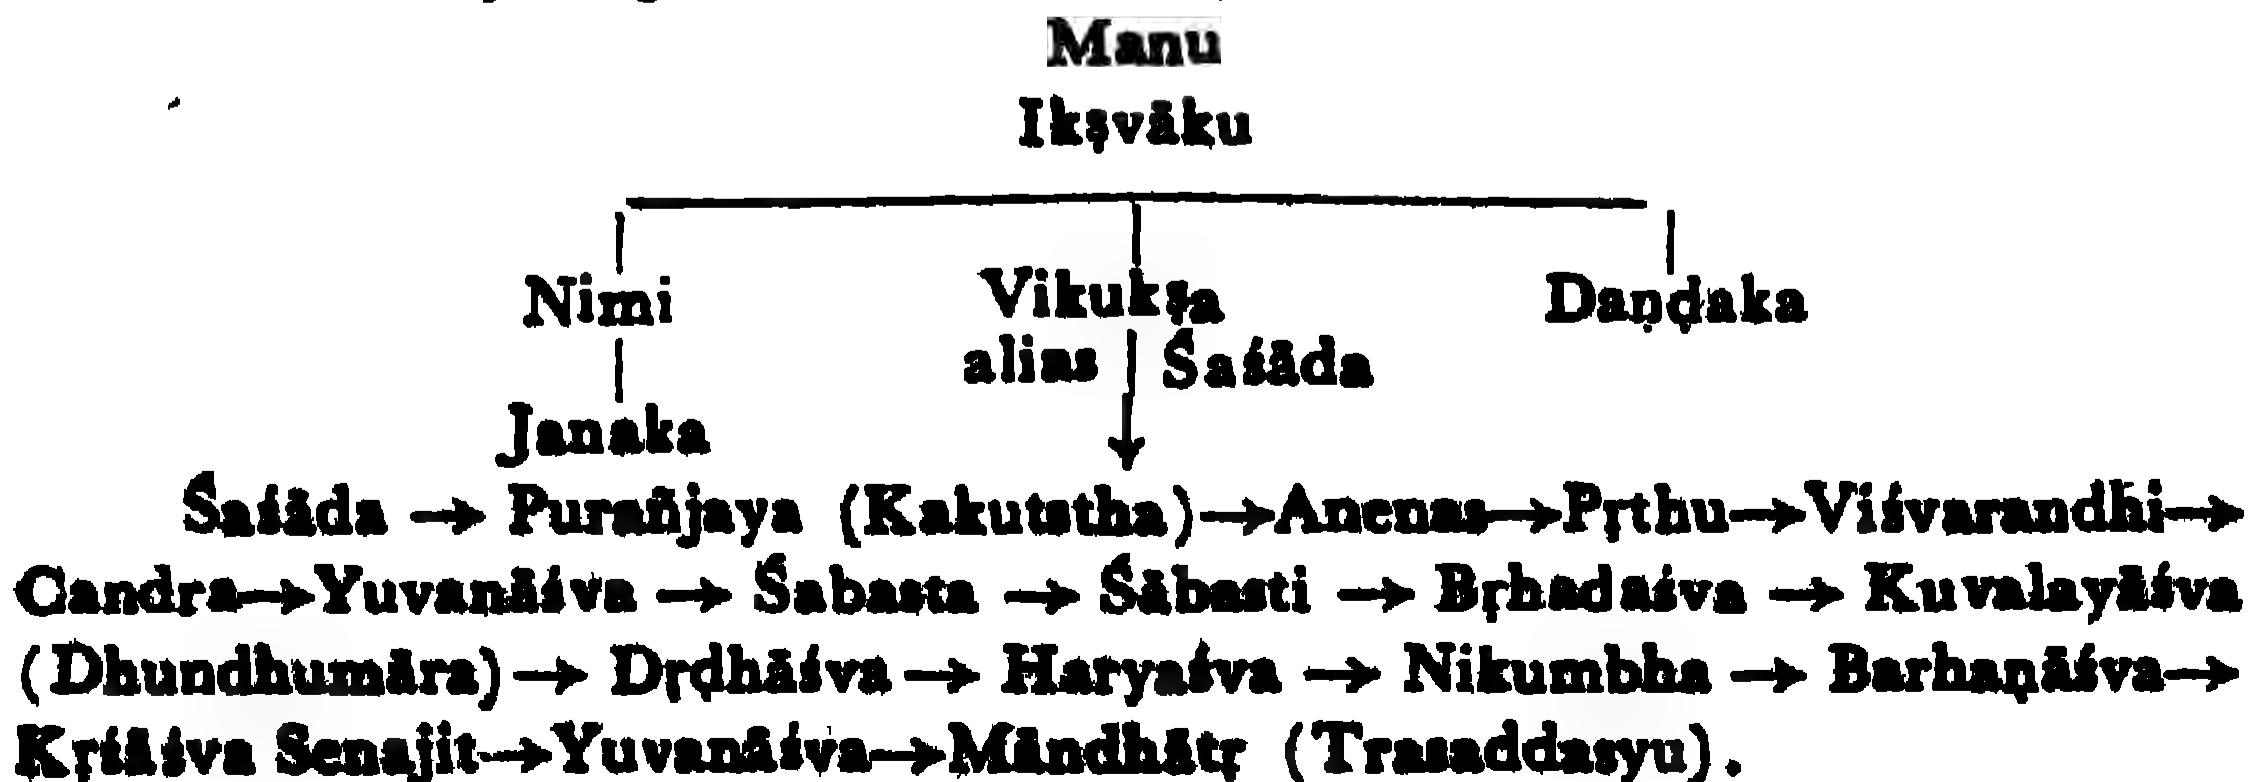 Manu
Ikṣvāku
Nimi Vikukṣa Daṇḍaka
alias Śaśāda
Janaka
Śaśāda → Purañjaya (Kakutstha)→Anenas→Pṛthu→Viśvarandhi→
Candra→Yuvanāśva → Śabasta → Śābasti → Bṛhadaśva → Kuvalayāśva
(Dhundhumāra)→ Dṛḍhāśva → Haryaśva → Nikumbha → Barhaṇāśva→
Kṛśāśva Senajit→Yuvanāśva→Māndhātṛ (Trasaddasyu).